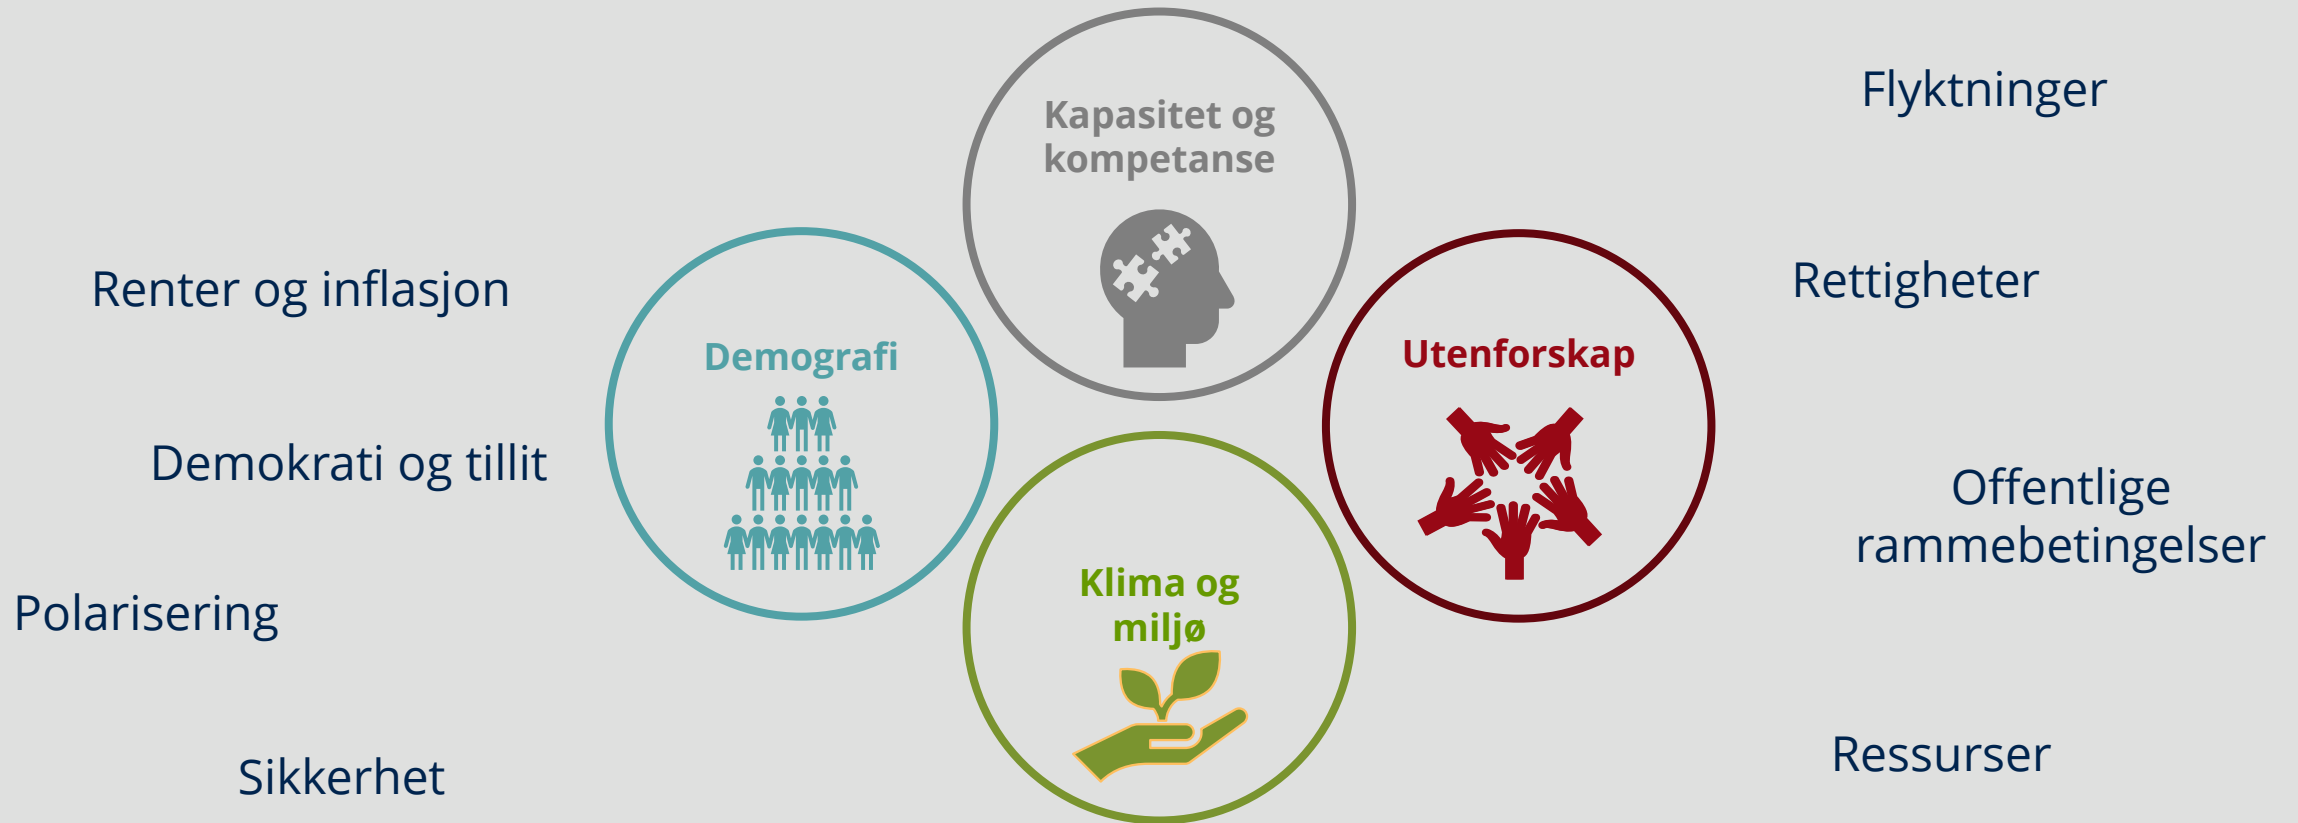 Kapasitet og
kompetanse
Flyktninger
Renter og inflasjon
Rettigheter
Demografi
Utenforskap
Demokrati og tillit
Offentlige
rammebetingelser
Polarisering
Klima og
miljø
Sikkerhet
Ressurser